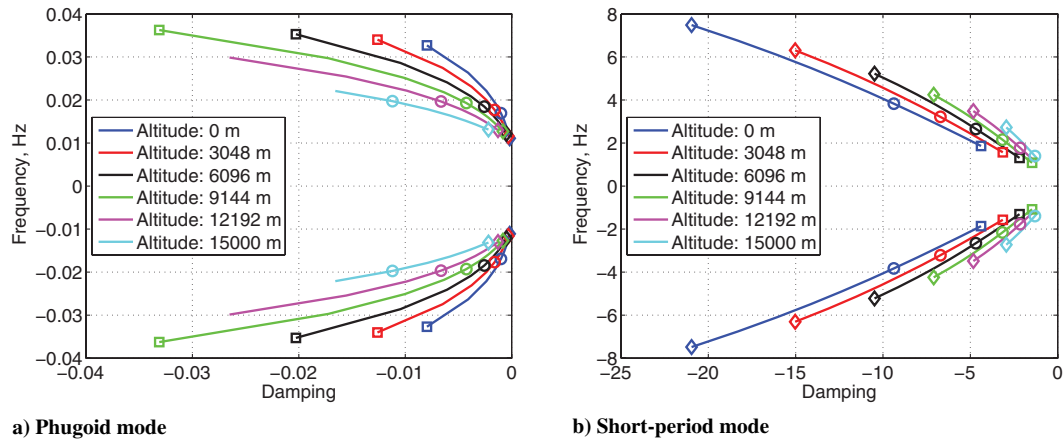 0.04
0.03
0.02
0.01
0
−0.01
−0.02
−0.03
−0.04
Frequency, Hz
Altitude: 0 m
Altitude: 3048 m
Altitude: 6096 m
Altitude: 9144 m
Altitude: 12192 m
Altitude: 15000 m
−0.04 −0.03 −0.02 −0.01 0
Damping
a) Phugoid mode
8
6
4
2
0
−2
−4
−6
−8
Frequency, Hz
Altitude: 0 m
Altitude: 3048 m
Altitude: 6096 m
Altitude: 9144 m
Altitude: 12192 m
Altitude: 15000 m
−25 −20 −15 −10 −5 0
Damping
b) Short-period mode